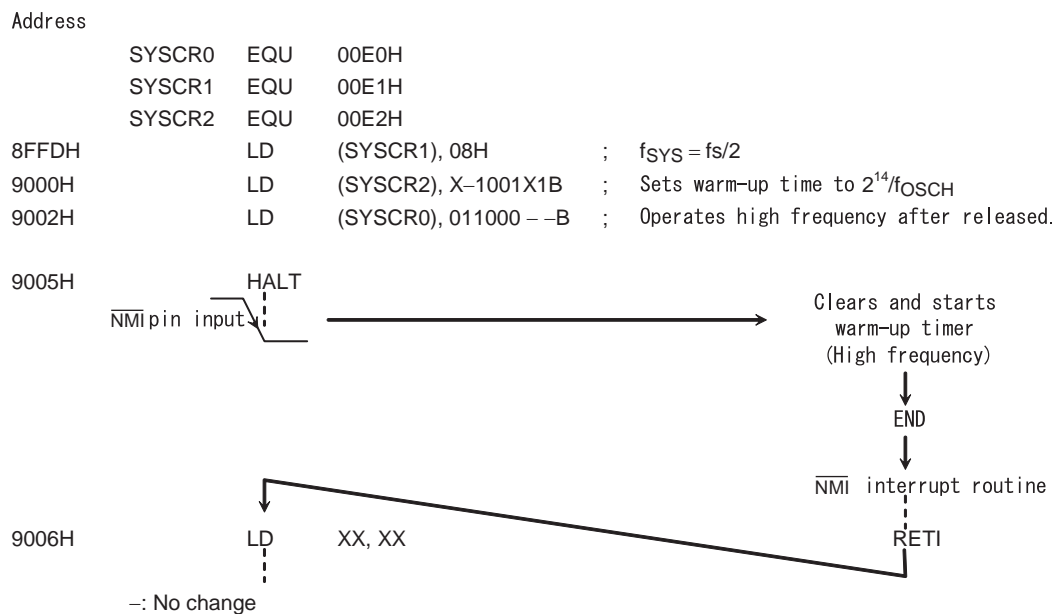 Address
SYSCR0 EQU 00E0H
SYSCR1 EQU 00E1H
SYSCR2 EQU 00E2H
8FFDH LD (SYSCR1), 08H ; fSYS = fs/2
9000H LD (SYSCR2), X–1001X1B ; Sets warm-up time to 2^14/fOSCH
9002H LD (SYSCR0), 011000 – –B ; Operates high frequency after released.
9005H HALT
N̅M̅I̅ pin input
Clears and starts
warm-up timer
(High frequency)
END
N̅M̅I̅ interrupt routine
9006H LD XX, XX RETI
–: No change